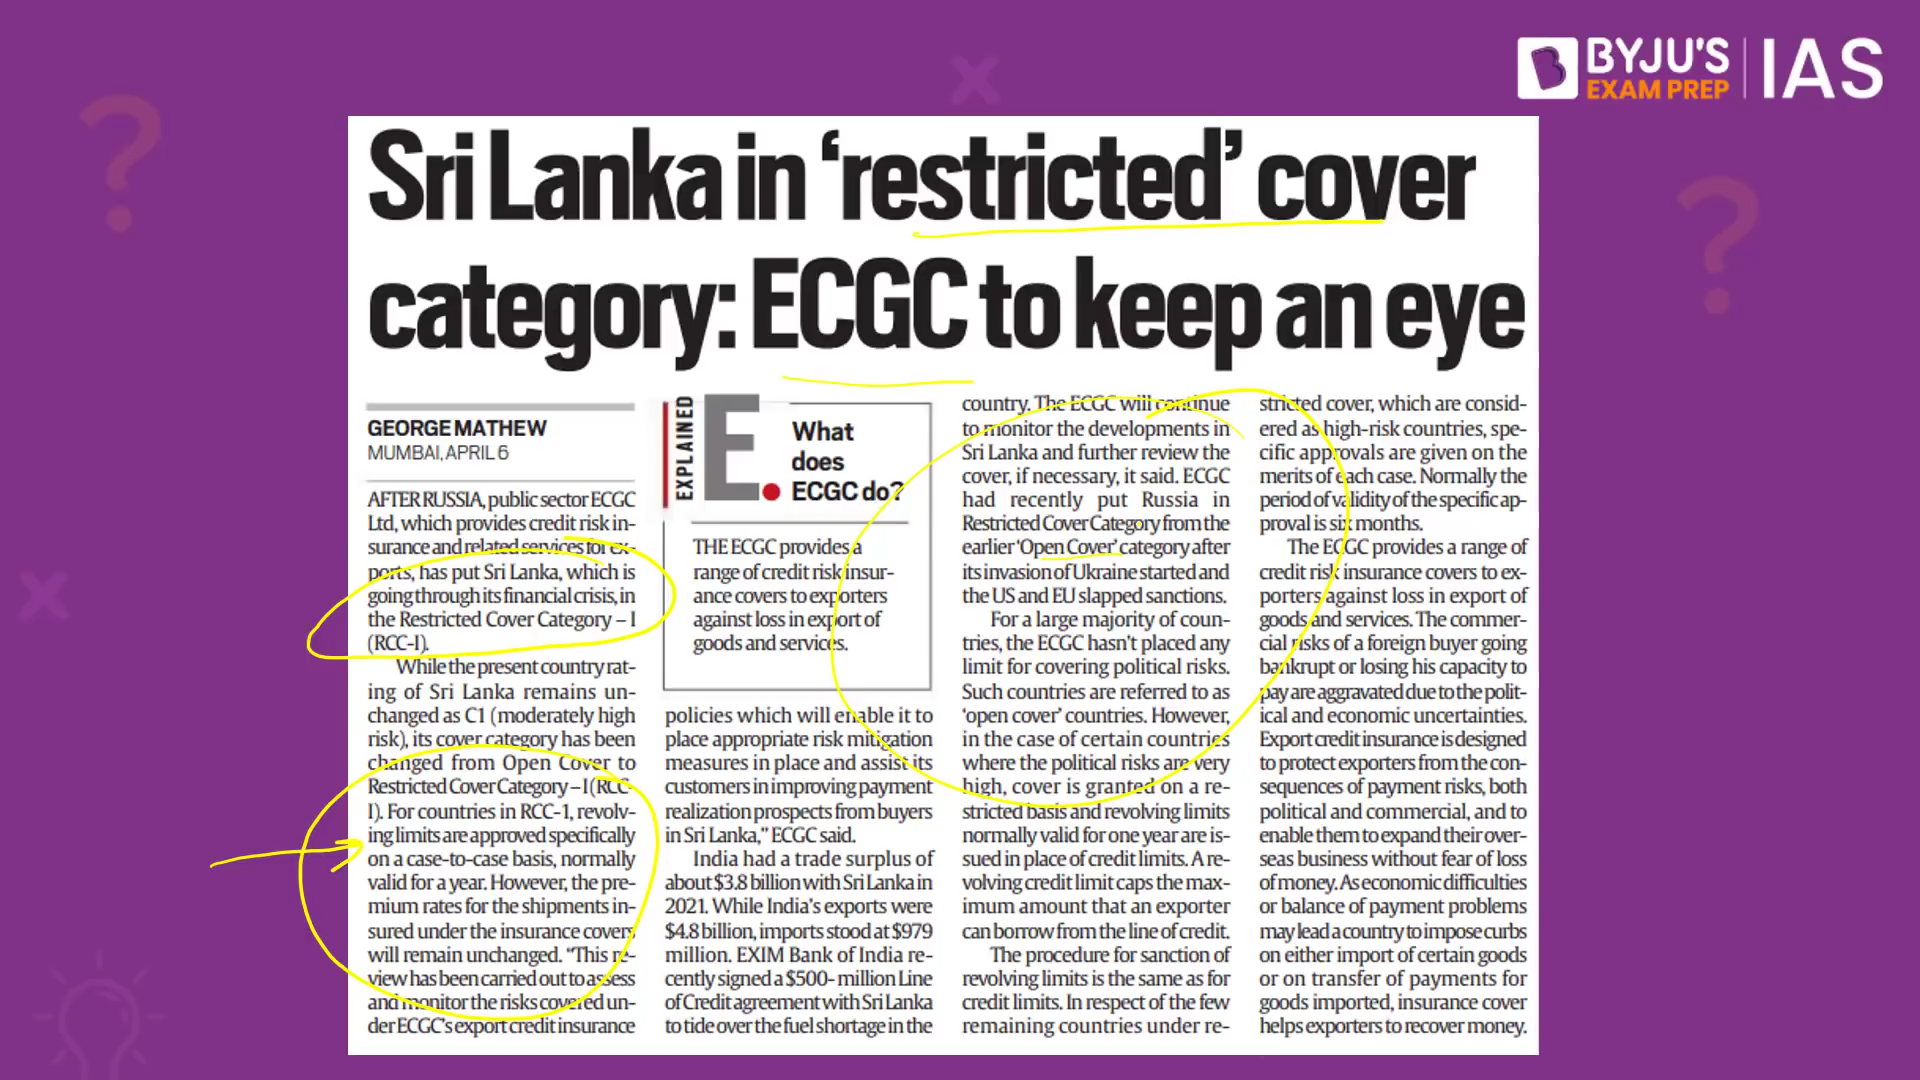 BYJU'S
EXAM PREP
IAS
Sri Lanka in ‘restricted’ cover
category: ECGC to keep an eye
GEORGE MATHEW
MUMBAI, APRIL 6
AFTER RUSSIA, public sector ECGC
Ltd, which provides credit risk in-
surance and related services for ex-
ports, has put Sri Lanka, which is
going through its financial crisis, in
the Restricted Cover Category – I
(RCC-I).
While the present country rat-
ing of Sri Lanka remains un-
changed as C1 (moderately high
risk), its cover category has been
changed from Open Cover to
Restricted Cover Category – I (RCC-
I). For countries in RCC-1, revolv-
ing limits are approved specifically
on a case-to-case basis, normally
valid for a year. However, the pre-
mium rates for the shipments in-
sured under the insurance covers
will remain unchanged. “This re-
view has been carried out to assess
and monitor the risks covered un-
der ECGC's export credit insurance
EXPLAINED
E.
What
does
ECGC do?
THE ECGC provides a
range of credit risk insur-
ance covers to exporters
against loss in export of
goods and services.
policies which will enable it to
place appropriate risk mitigation
measures in place and assist its
customers in improving payment
realization prospects from buyers
in Sri Lanka,” ECGC said.
India had a trade surplus of
about $3.8 billion with Sri Lanka in
2021. While India's exports were
$4.8 billion, imports stood at $979
million. EXIM Bank of India re-
cently signed a $500- million Line
of Credit agreement with Sri Lanka
to tide over the fuel shortage in the
country. The ECGC will continue
to monitor the developments in
Sri Lanka and further review the
cover, if necessary, it said. ECGC
had recently put Russia in
Restricted Cover Category from the
earlier ‘Open Cover’ category after
its invasion of Ukraine started and
the US and EU slapped sanctions.
For a large majority of coun-
tries, the ECGC hasn't placed any
limit for covering political risks.
Such countries are referred to as
‘open cover’ countries. However,
in the case of certain countries
where the political risks are very
high, cover is granted on a re-
stricted basis and revolving limits
normally valid for one year are is-
sued in place of credit limits. A re-
volving credit limit caps the max-
imum amount that an exporter
can borrow from the line of credit.
The procedure for sanction of
revolving limits is the same as for
credit limits. In respect of the few
remaining countries under re-
stricted cover, which are consid-
ered as high-risk countries, spe-
cific approvals are given on the
merits of each case. Normally the
period of validity of the specific ap-
proval is six months.
The ECGC provides a range of
credit risk insurance covers to ex-
porters against loss in export of
goods and services. The commer-
cial risks of a foreign buyer going
bankrupt or losing his capacity to
pay are aggravated due to the polit-
ical and economic uncertainties.
Export credit insurance is designed
to protect exporters from the con-
sequences of payment risks, both
political and commercial, and to
enable them to expand their over-
seas business without fear of loss
of money. As economic difficulties
or balance of payment problems
may lead a country to impose curbs
on either import of certain goods
or on transfer of payments for
goods imported, insurance cover
helps exporters to recover money.